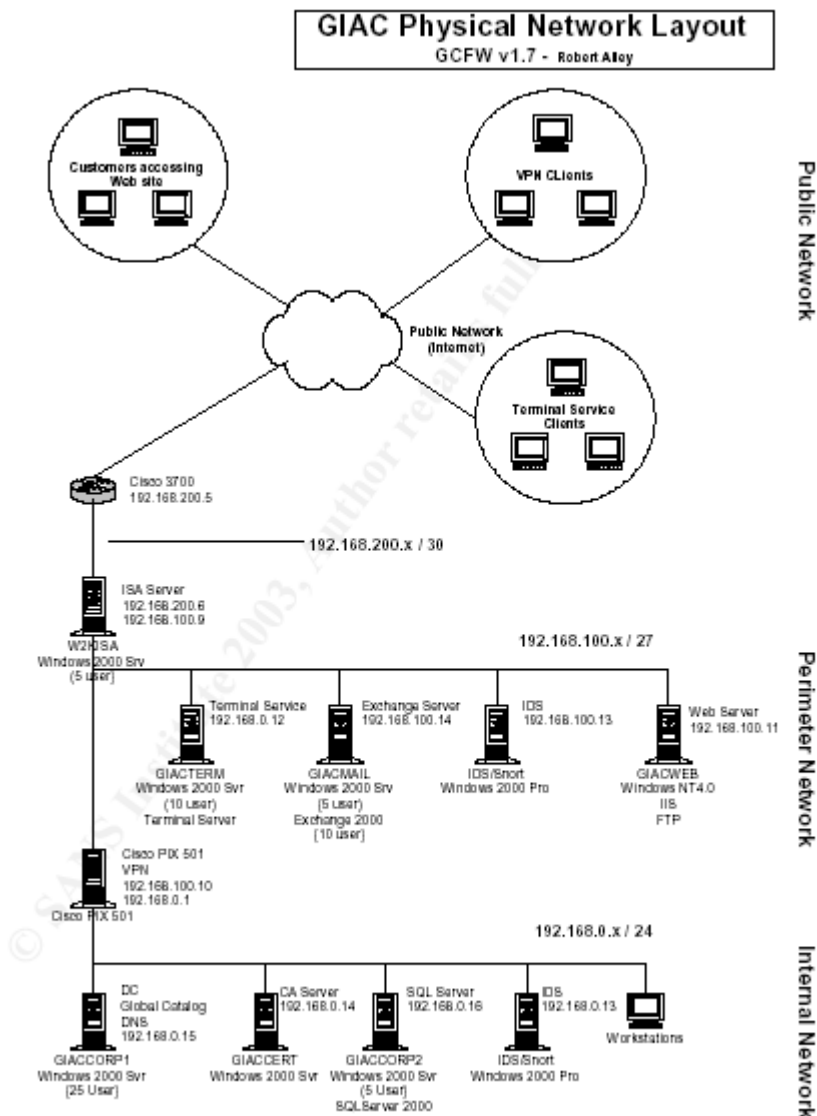 GIAC Physical Network Layout
GCFW v1.7 - Robert Alley
Customers accessing
Web site
VPN CLients
Public Network
Public Network
(Internet)
Terminal Service
Clients
Cisco 3700
192.168.200.5
192.168.200.x / 30
ISA Server
192.168.200.6
192.168.100.9
W2KISA
Windows 2000 Srv
(5 user)
192.168.100.x / 27
Perimeter Network
Terminal Service
192.168.0.12
GIACTERM
Windows 2000 Svr
(10 user)
Terminal Server
Exchange Server
192.168.100.14
GIACMAIL
Windows 2000 Srv
(5 user)
Exchange 2000
(10 user)
IDS
192.168.100.13
IDS/Snort
Windows 2000 Pro
Web Server
192.168.100.11
GIACWEB
Windows NT4.0
IIS
FTP
Cisco PIX 501
VPN
192.168.100.10
192.168.0.1
Cisco PIX 501
192.168.0.x / 24
Internal Network
DC
Global Catalog
DNS
192.168.0.15
GIACCORP1
Windows 2000 Svr
(25 User)
CA Server
192.168.0.14
GIACCERT
Windows 2000 Svr
SQL Server
192.168.0.16
GIACCORP2
Windows 2000 Svr
(5 User)
SQLServer 2000
IDS
192.168.0.13
IDS/Snort
Windows 2000 Pro
Workstations
© SANS Institute 2003, Author retains full